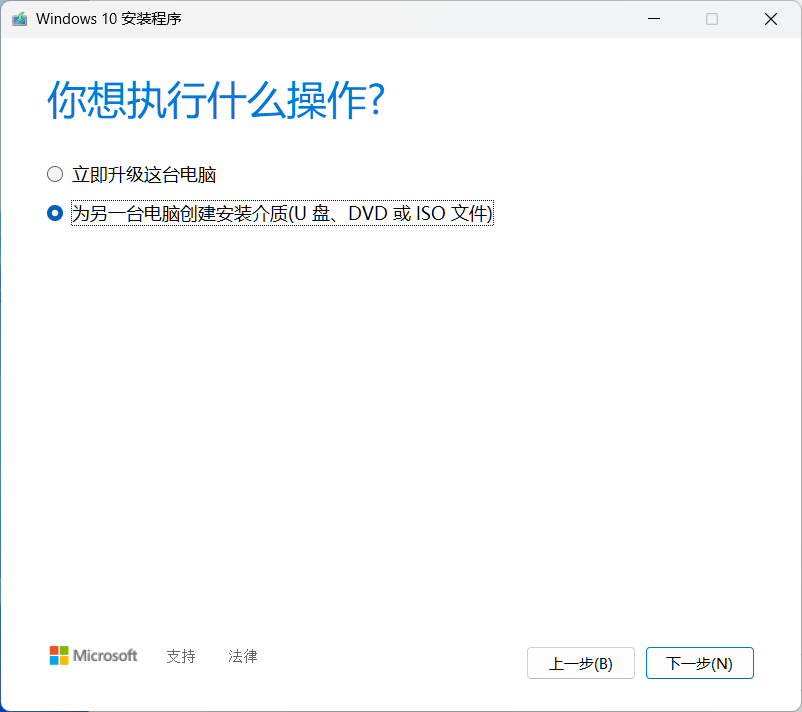 Windows 10 安装程序
你想执行什么操作?
立即升级这台电脑
为另一台电脑创建安装介质(U 盘、DVD 或 ISO 文件)
Microsoft 支持 法律 上一步(B) 下一步(N)